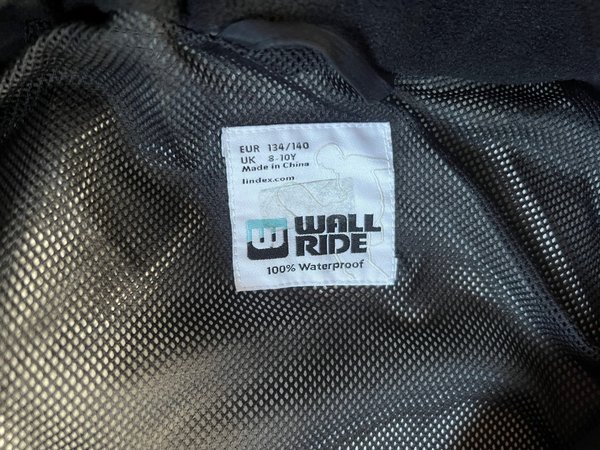 EUR 134/140
UK 8-10Y
Made in China
lindex.com
W WALL
RIDE
100% Waterproof